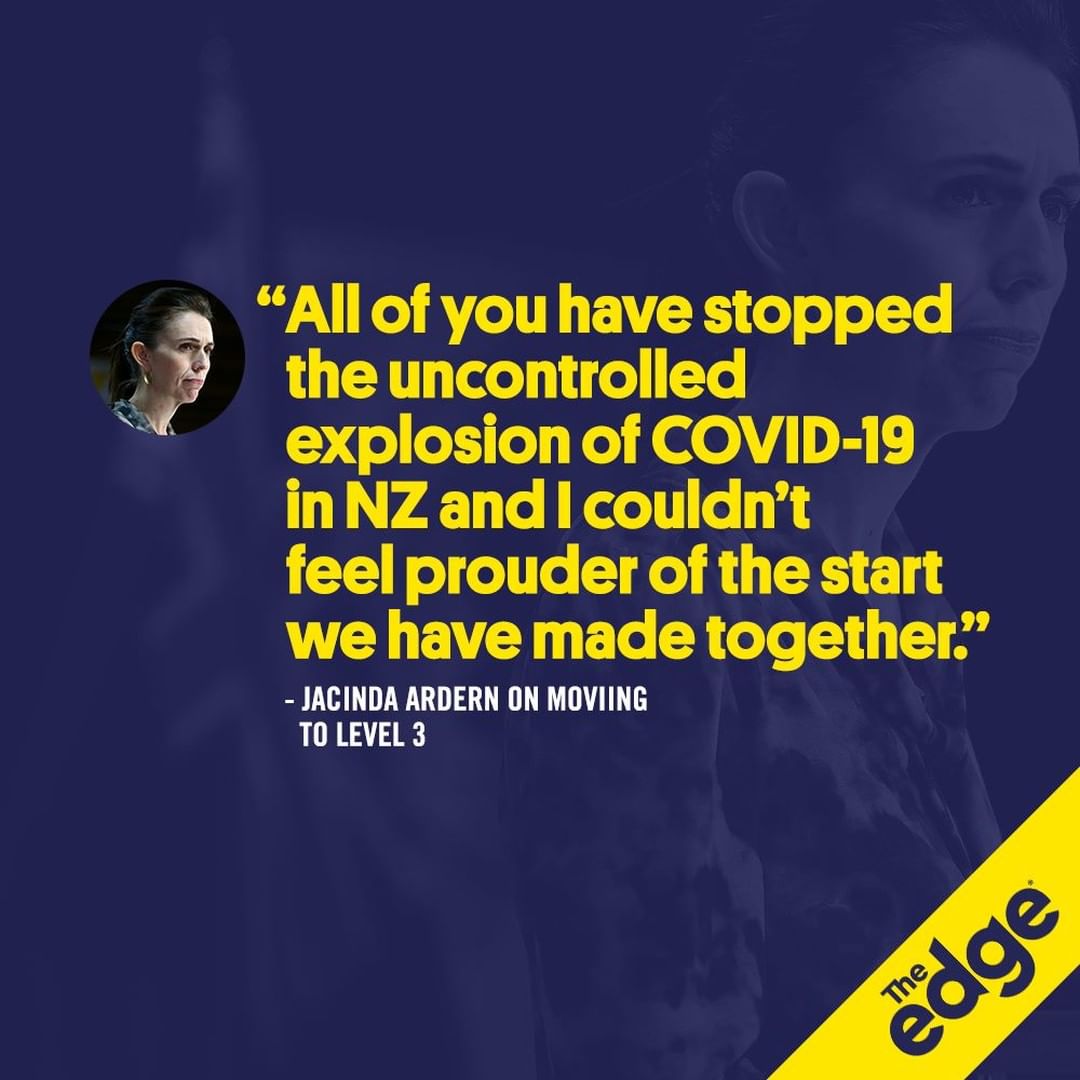 “All of you have stopped
the uncontrolled
explosion of COVID-19
in NZ and I couldn’t
feel prouder of the start
we have made together.”
- JACINDA ARDERN ON MOVIING
TO LEVEL 3
The
edge